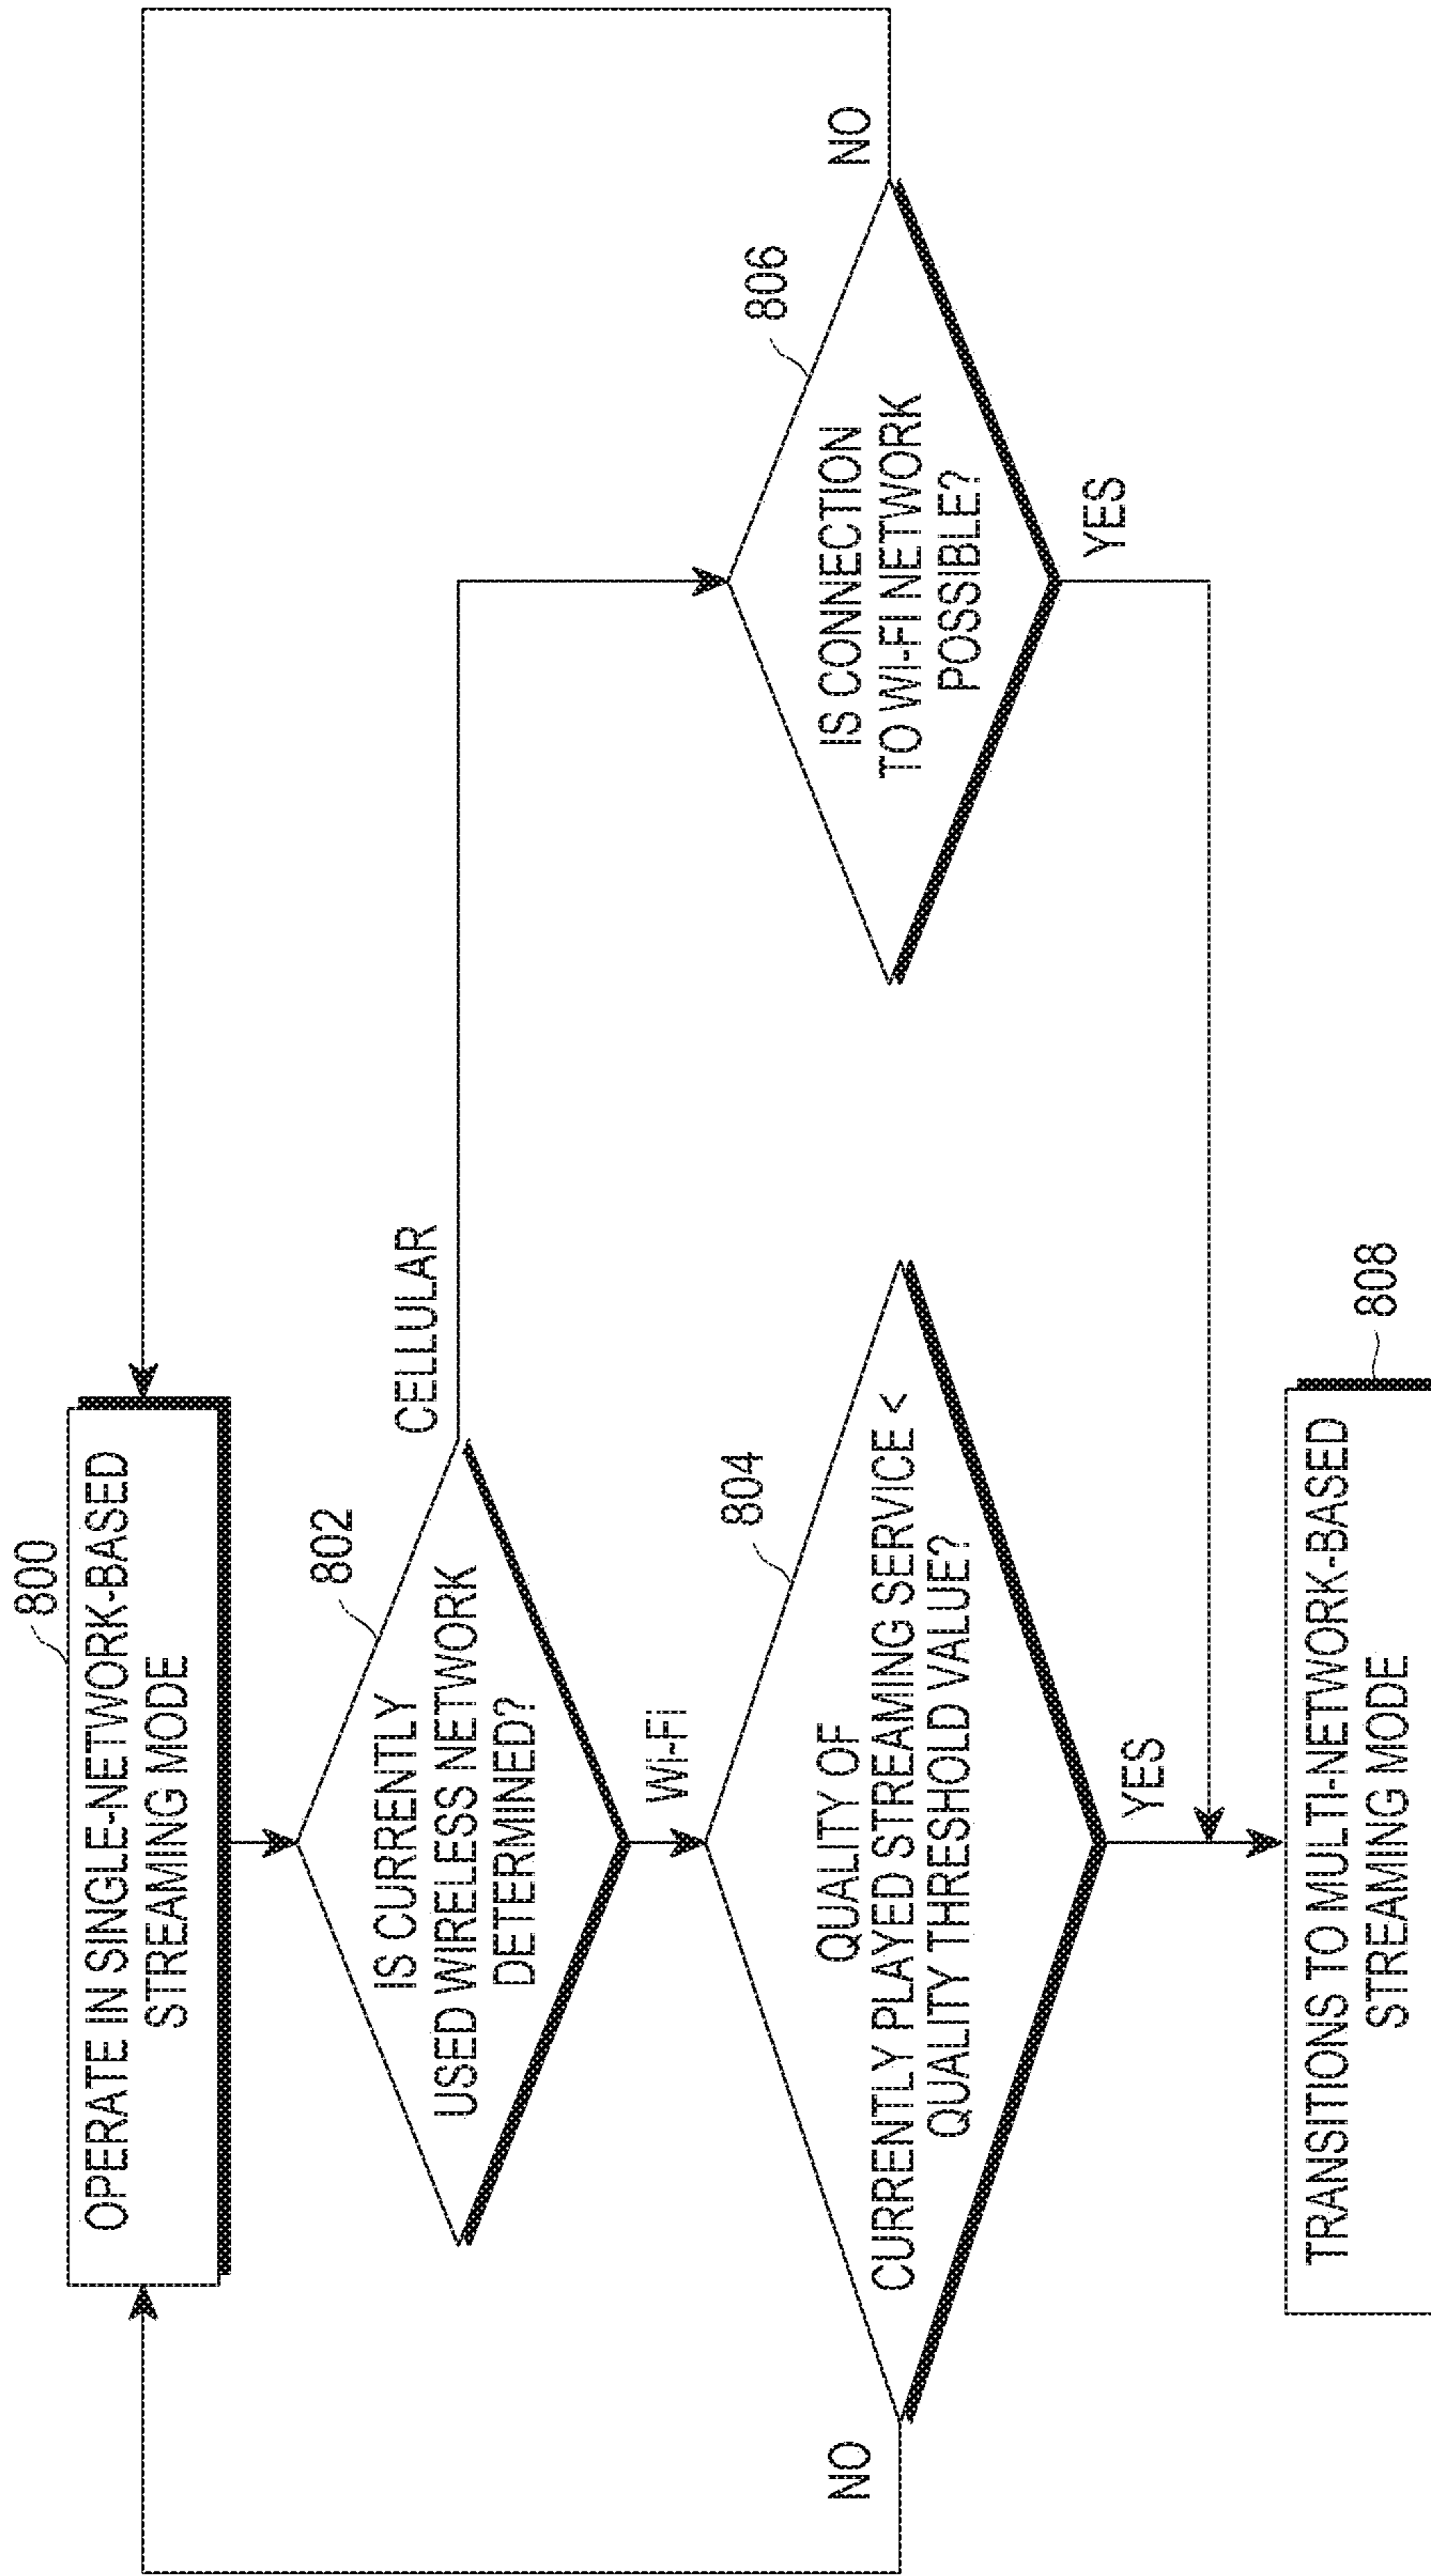 800
OPERATE IN SINGLE-NETWORK-BASED
STREAMING MODE
802
IS CURRENTLY
USED WIRELESS NETWORK
DETERMINED?
CELLULAR
Wi-Fi
804
QUALITY OF
CURRENTLY PLAYED STREAMING SERVICE <
QUALITY THRESHOLD VALUE?
NO
YES
806
IS CONNECTION
TO WI-FI NETWORK
POSSIBLE?
NO
YES
808
TRANSITIONS TO MULTI-NETWORK-BASED
STREAMING MODE